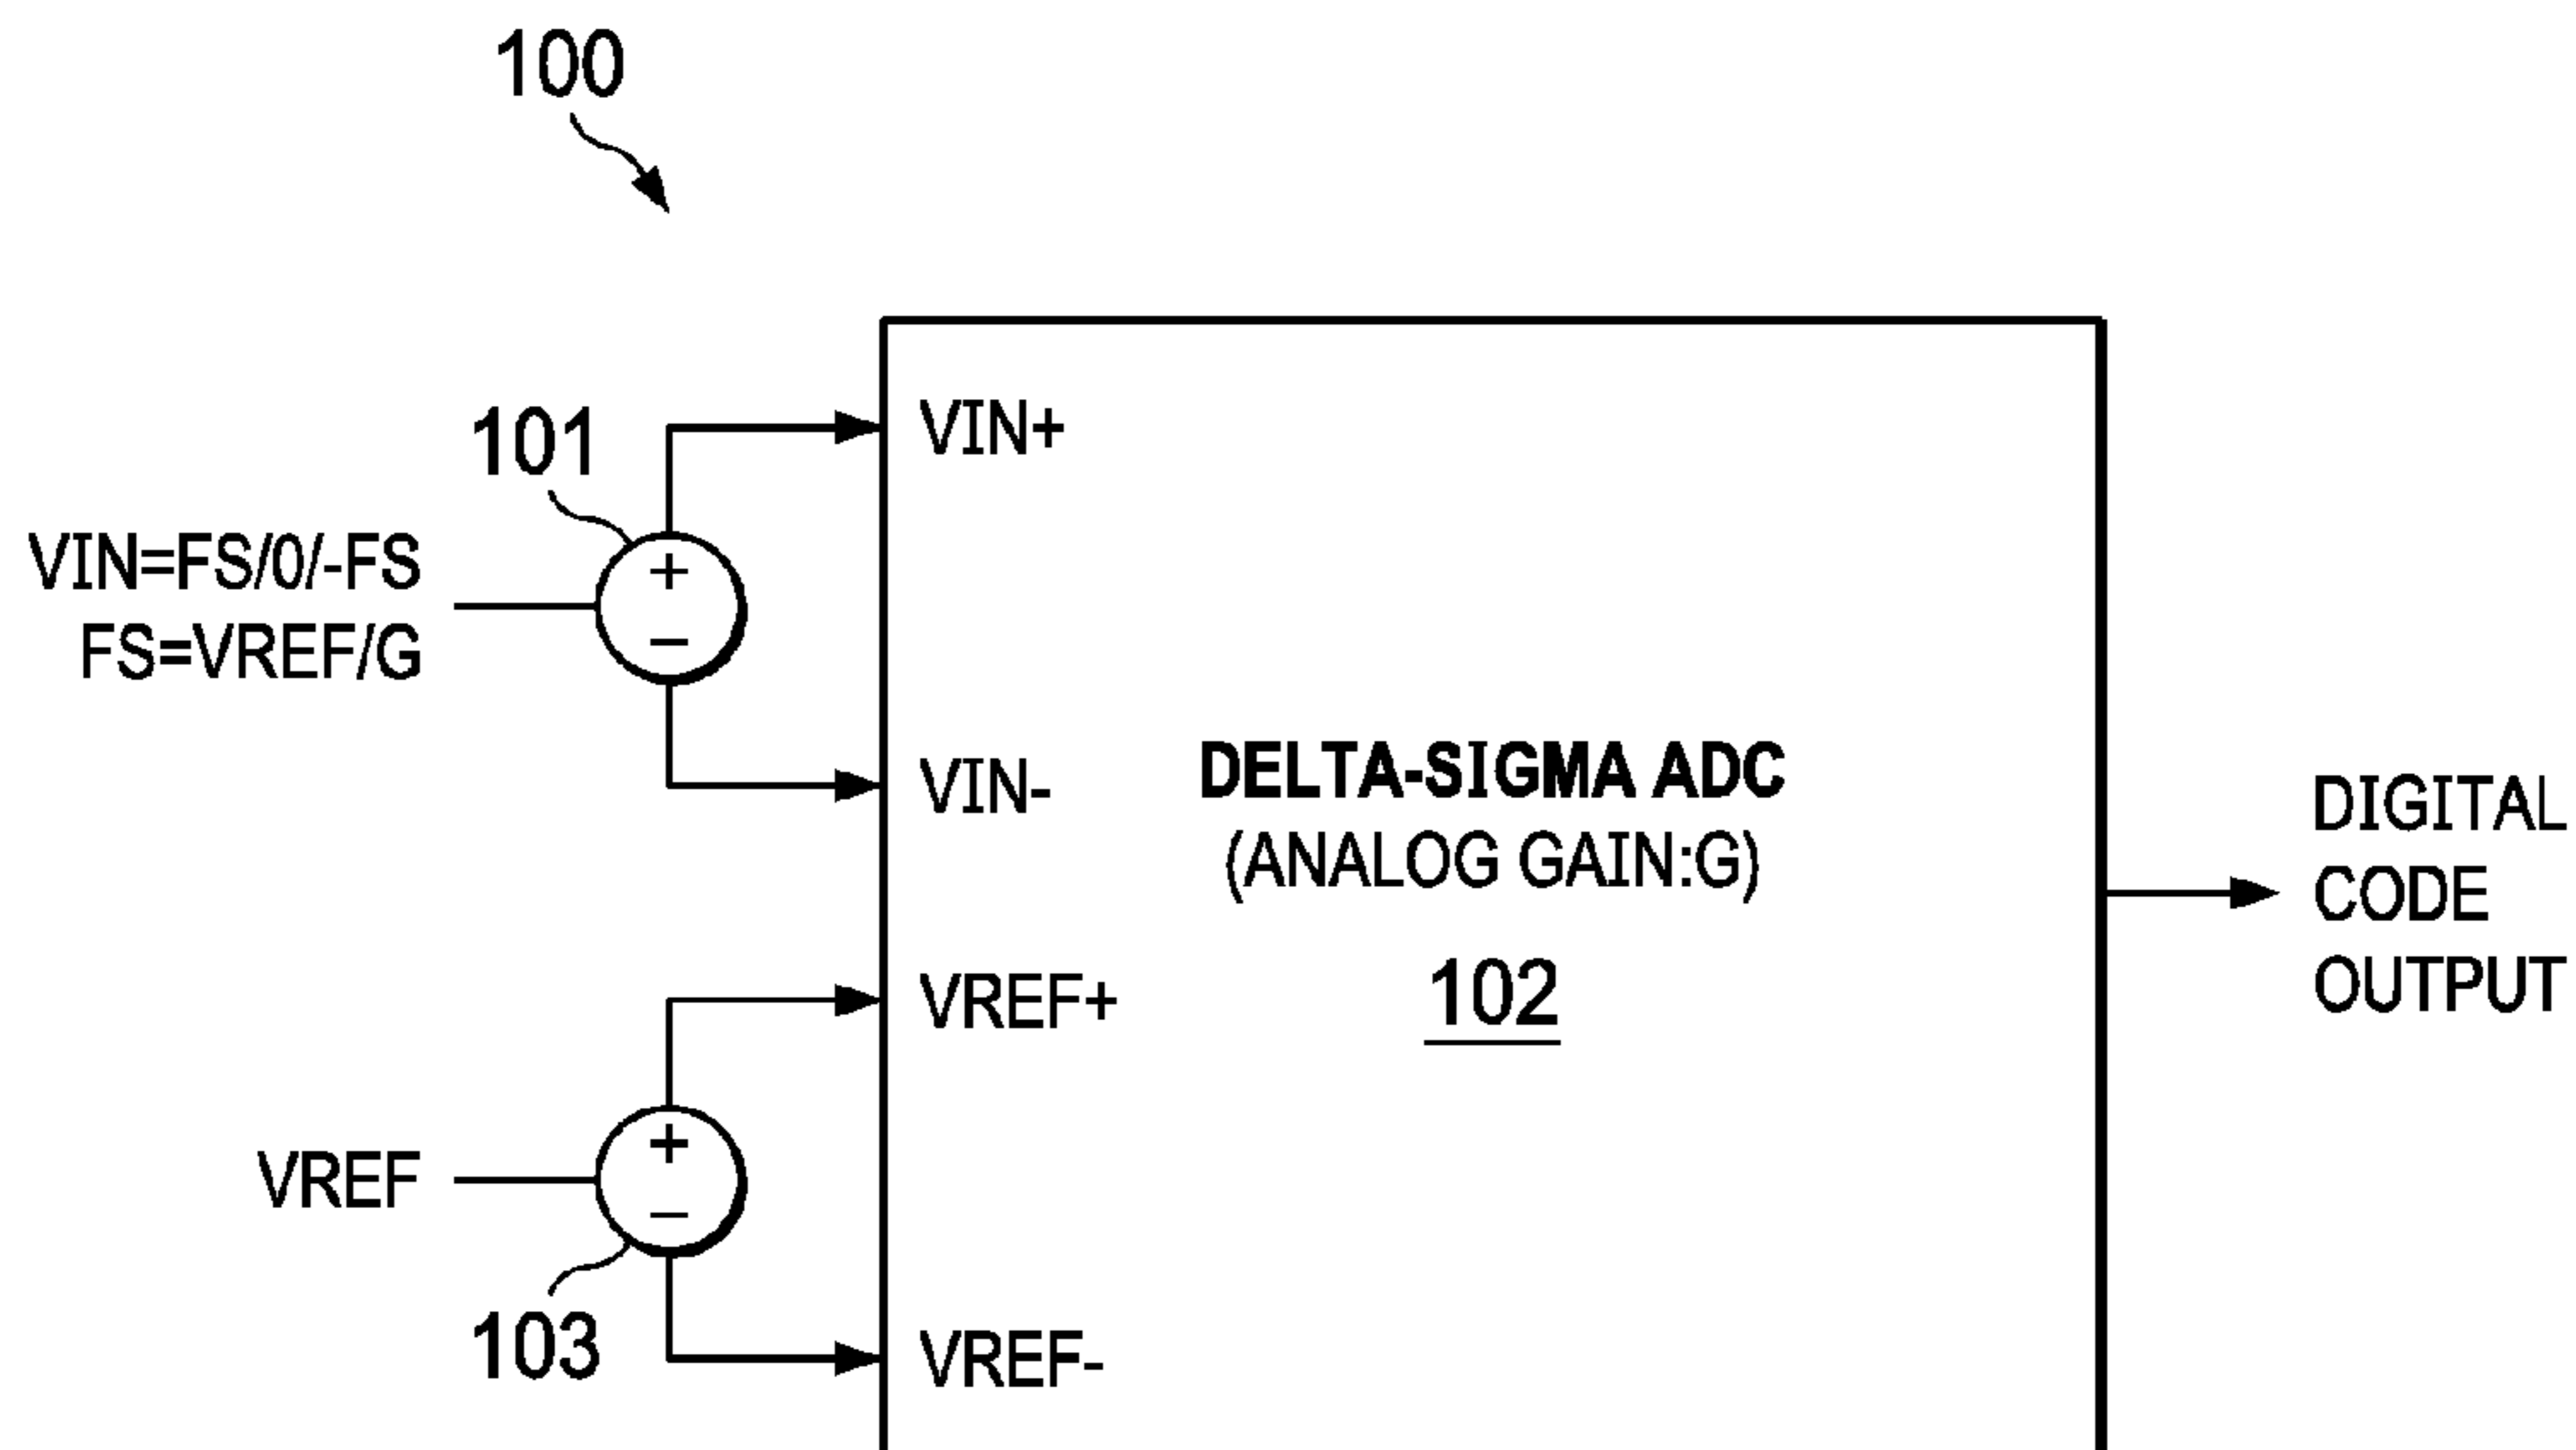 100
101
VIN=FS/0/-FS
FS=VREF/G
VIN+
VIN-
+
−
DELTA-SIGMA ADC
(ANALOG GAIN:G)
102
DIGITAL
CODE
OUTPUT
VREF+
VREF
+
−
103
VREF-